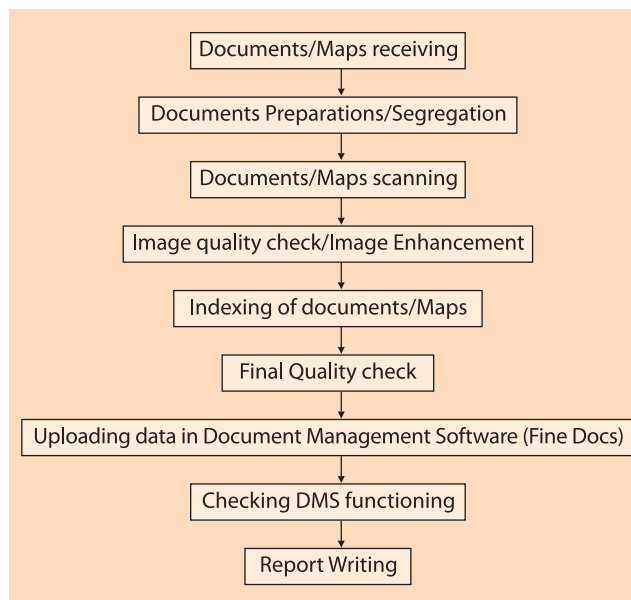 Documents/Maps receiving
Documents Preparations/Segregation
Documents/Maps scanning
Image quality check/Image Enhancement
Indexing of documents/Maps
Final Quality check
Uploading data in Document Management Software (Fine Docs)
Checking DMS functioning
Report Writing